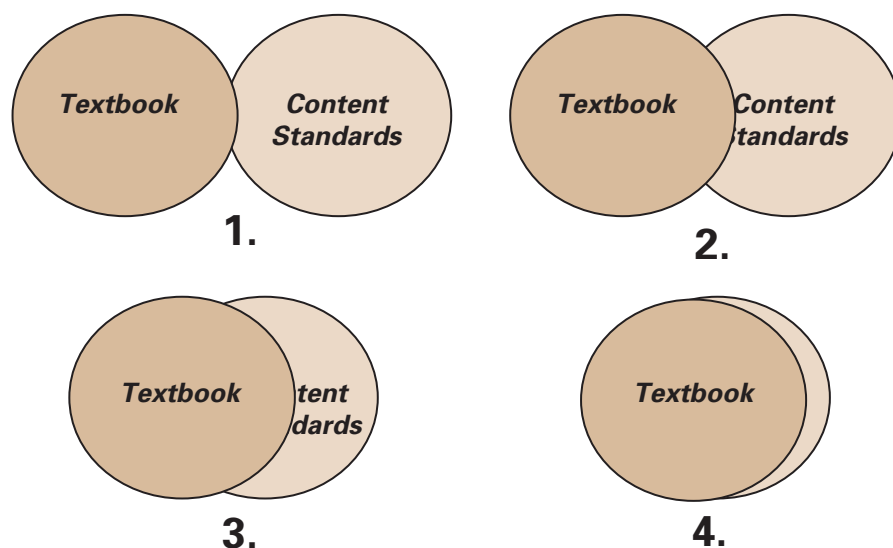 Textbook
Content
Standards
1.
Textbook
Content
Standards
2.
Textbook
tent
dards
3.
Textbook
4.